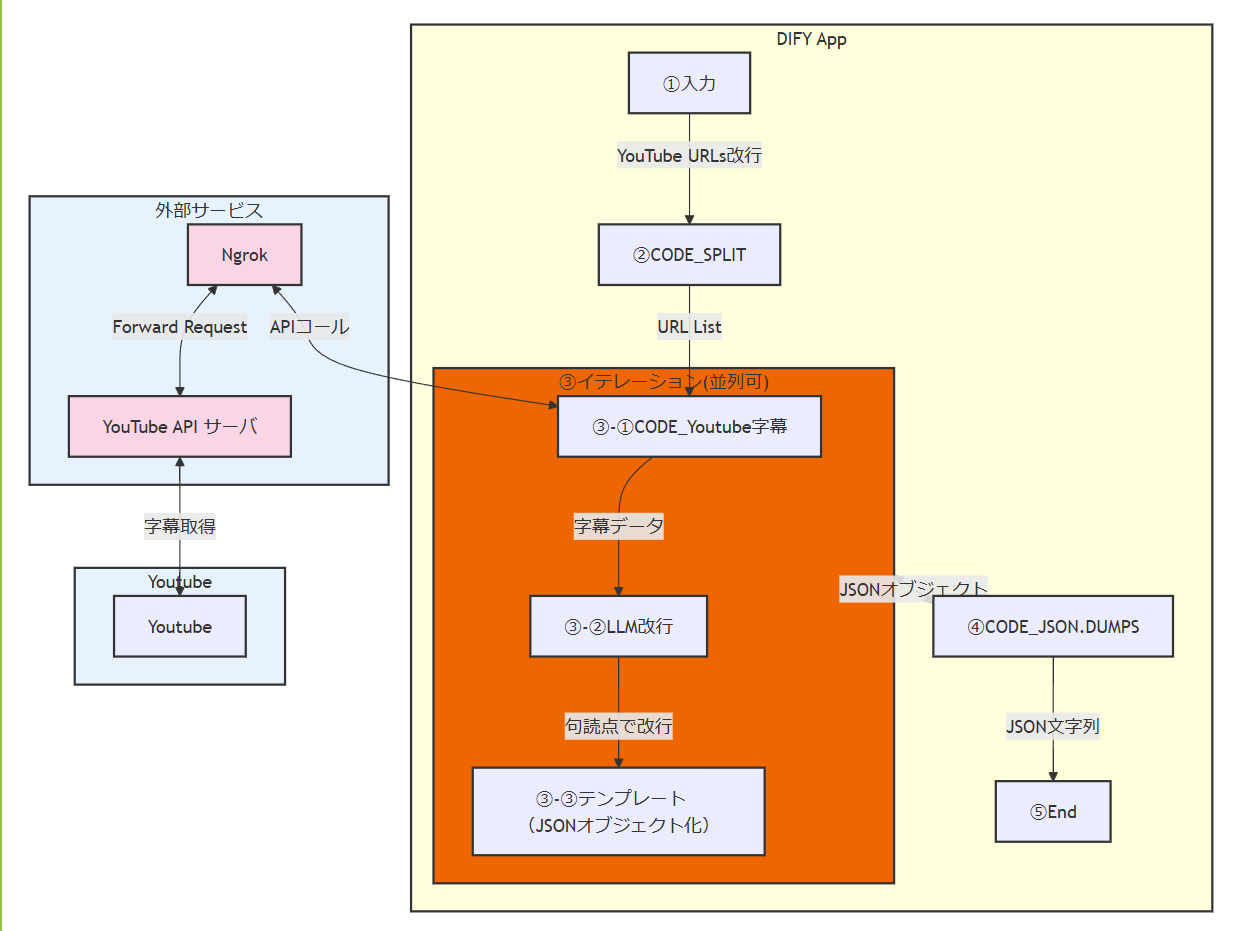 DIFY App
①入力
YouTube URLs改行
外部サービス
Ngrok
②CODE_SPLIT
Forward Request
APIコール
URL List
③イテレーション(並列可)
YouTube API サーバ
③-①CODE_Youtube字幕
字幕取得
字幕データ
Youtube
Youtube
JSONオブジェクト
③-②LLM改行
④CODE_JSON.DUMPS
句読点で改行
JSON文字列
③-③テンプレート
（JSONオブジェクト化）
⑤End